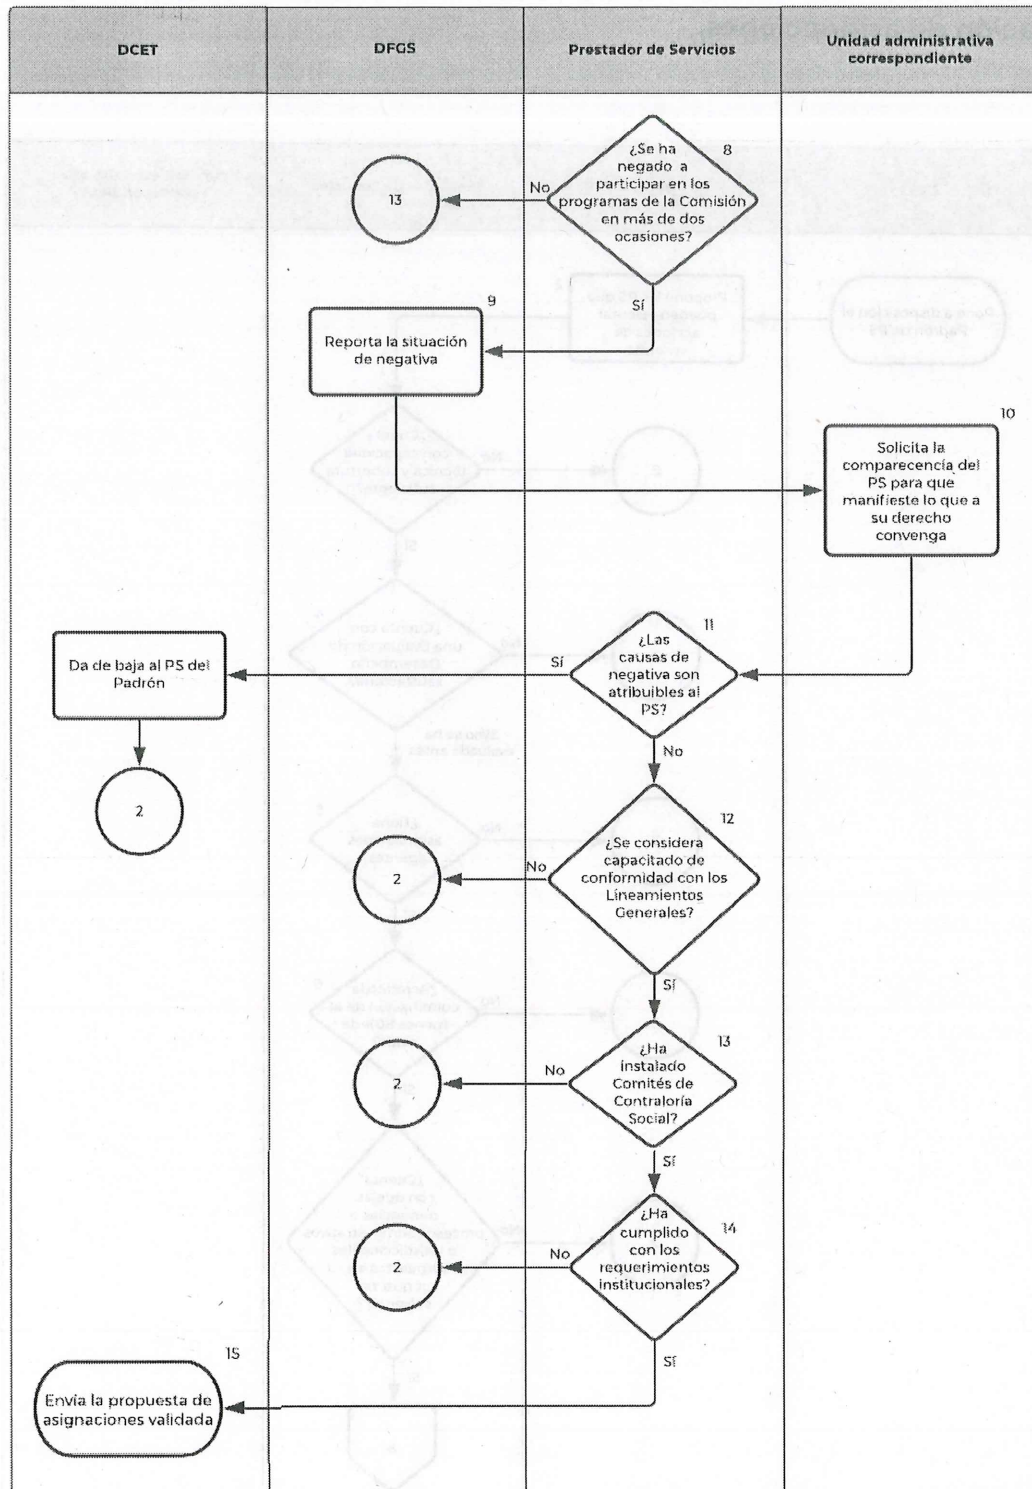 DCET
DFGS
Prestador de Servicios
Unidad administrativa
correspondiente
8
¿Se ha
negado a
participar en los
programas de la Comisión
en más de dos
ocasiones?
No
13
Sí
9
Reporta la situación
de negativa
10
Solicita la
comparecencia del
PS para que
manifieste lo que a
su derecho
convenga
11
¿Las
causas de
negativa son
atribuibles al
PS?
Sí
Da de baja al PS del
Padrón
2
No
12
¿Se considera
capacitado de
conformidad con los
Lineamientos
Generales?
No
2
Sí
13
¿Ha
instalado
Comités de
Contraloría
Social?
No
2
Sí
14
¿Ha
cumplido
con los
requerimientos
institucionales?
No
2
Sí
15
Envía la propuesta de
asignaciones validada